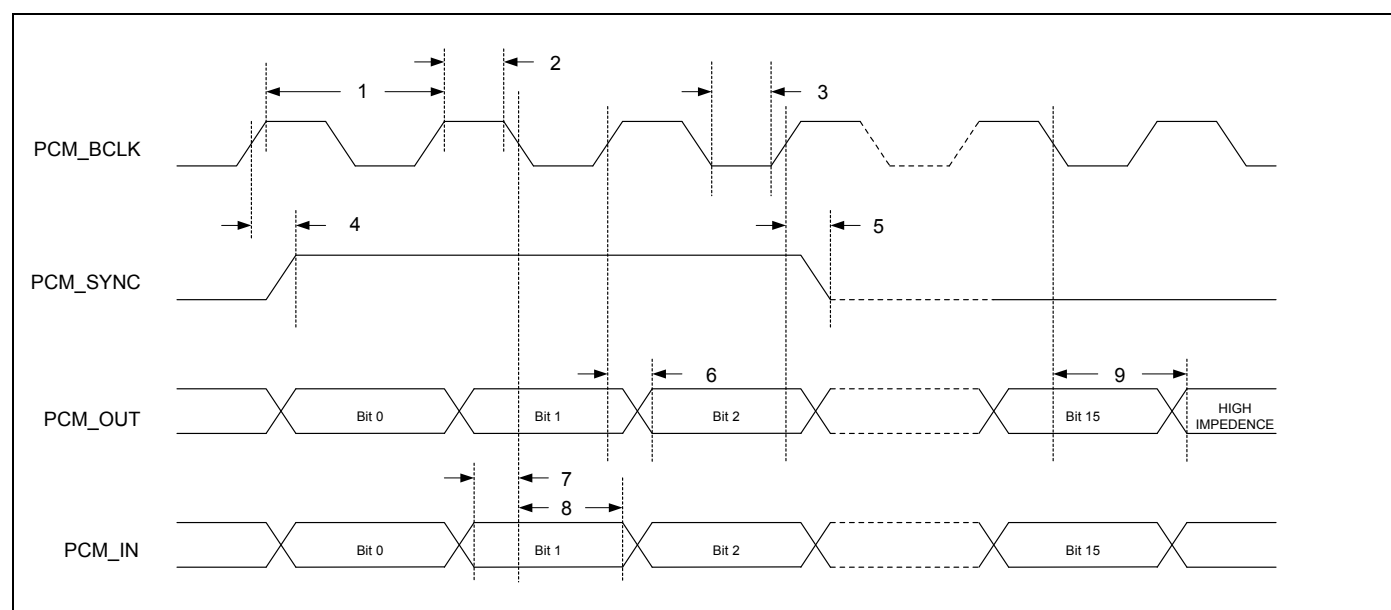 2
1
3
PCM_BCLK
4
5
PCM_SYNC
6
9
PCM_OUT
Bit 0
Bit 1
Bit 2
Bit 15
HIGH
IMPEDENCE
7
8
PCM_IN
Bit 0
Bit 1
Bit 2
Bit 15